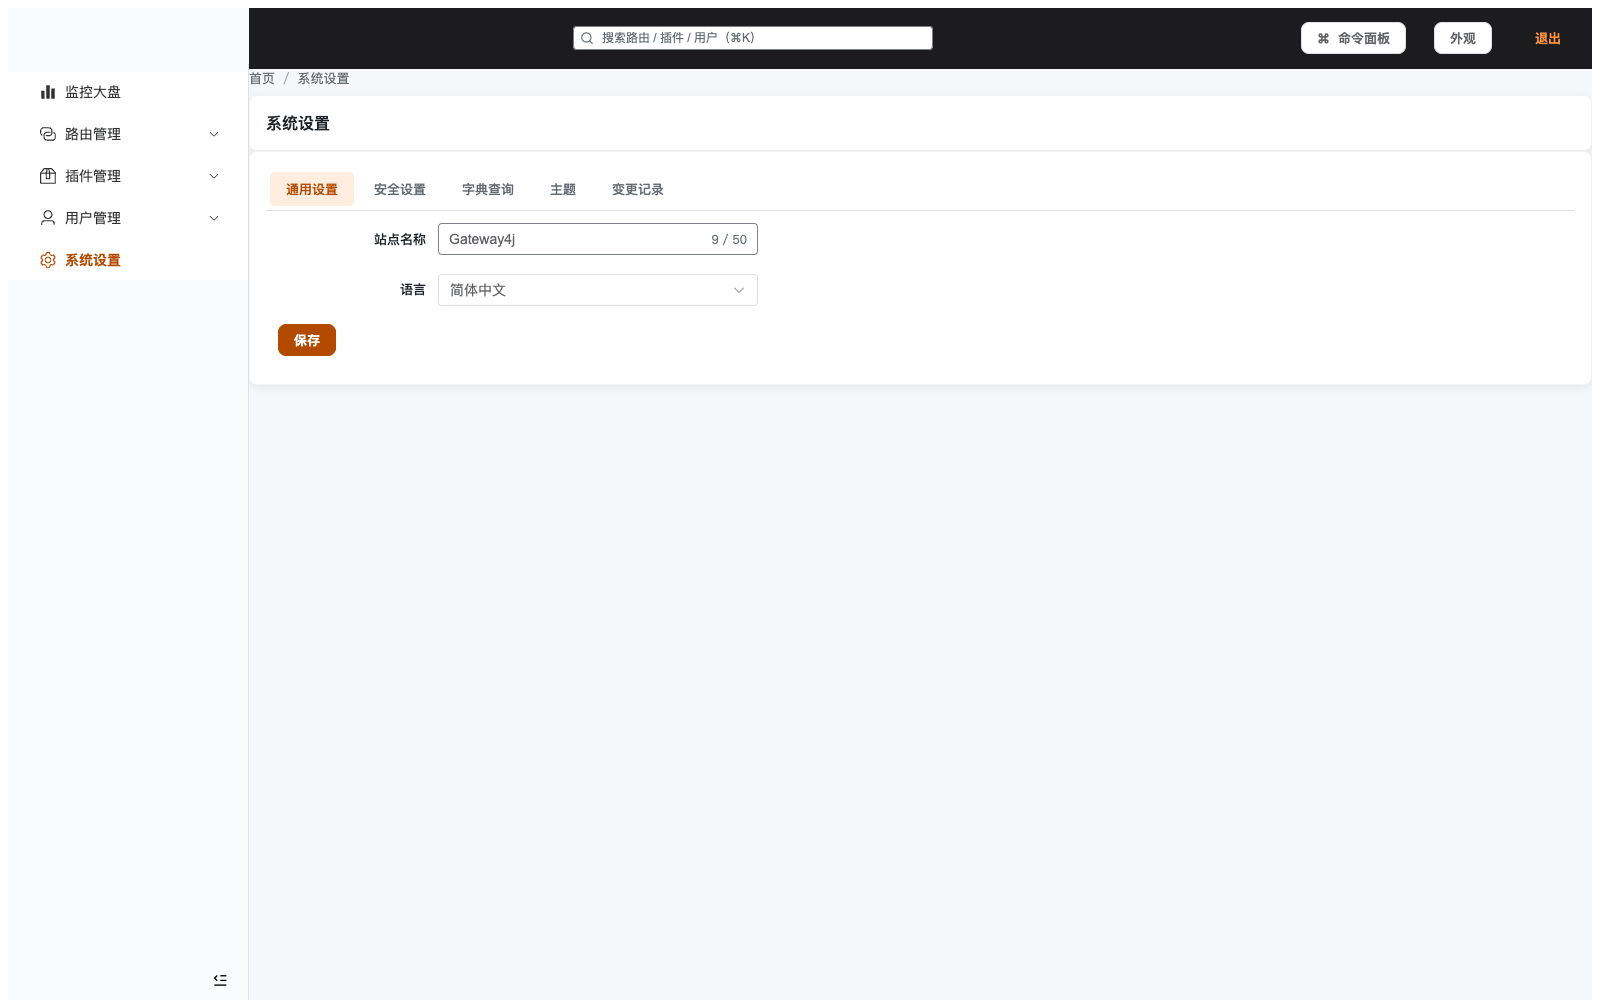 搜索路由 / 插件 / 用户（⌘K）
⌘ 命令面板
外观
退出
首页 / 系统设置
监控大盘
路由管理
插件管理
用户管理
系统设置
系统设置
通用设置 安全设置 字典查询 主题 变更记录
站点名称 Gateway4j 9 / 50
语言 简体中文
保存